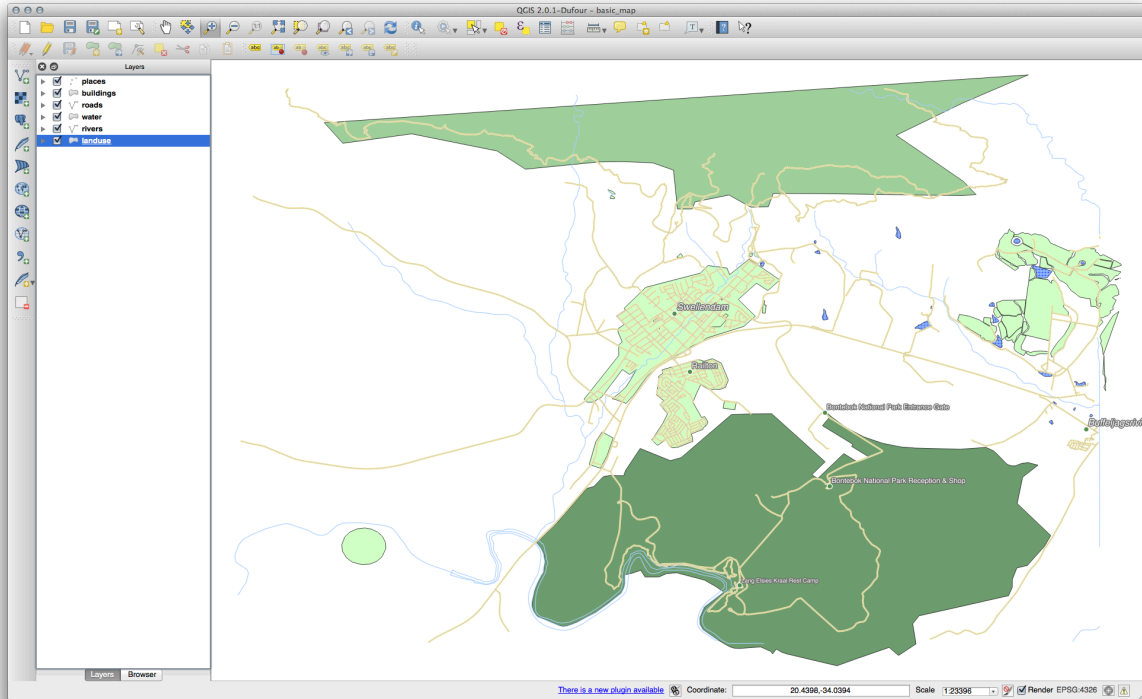 QGIS 2.0.1-Dufour - basic_map
Layers
places
buildings
roads
water
rivers
landuse
Swellendam
Railton
Bontebok National Park Entrance Gate
Bontebok National Park Reception & Shop
Lang Elsies Kraal Rest Camp
Layers Browser
There is a new plugin available Coordinate: 20.4398,-34.0394 Scale 1:23396 Render EPSG:4326